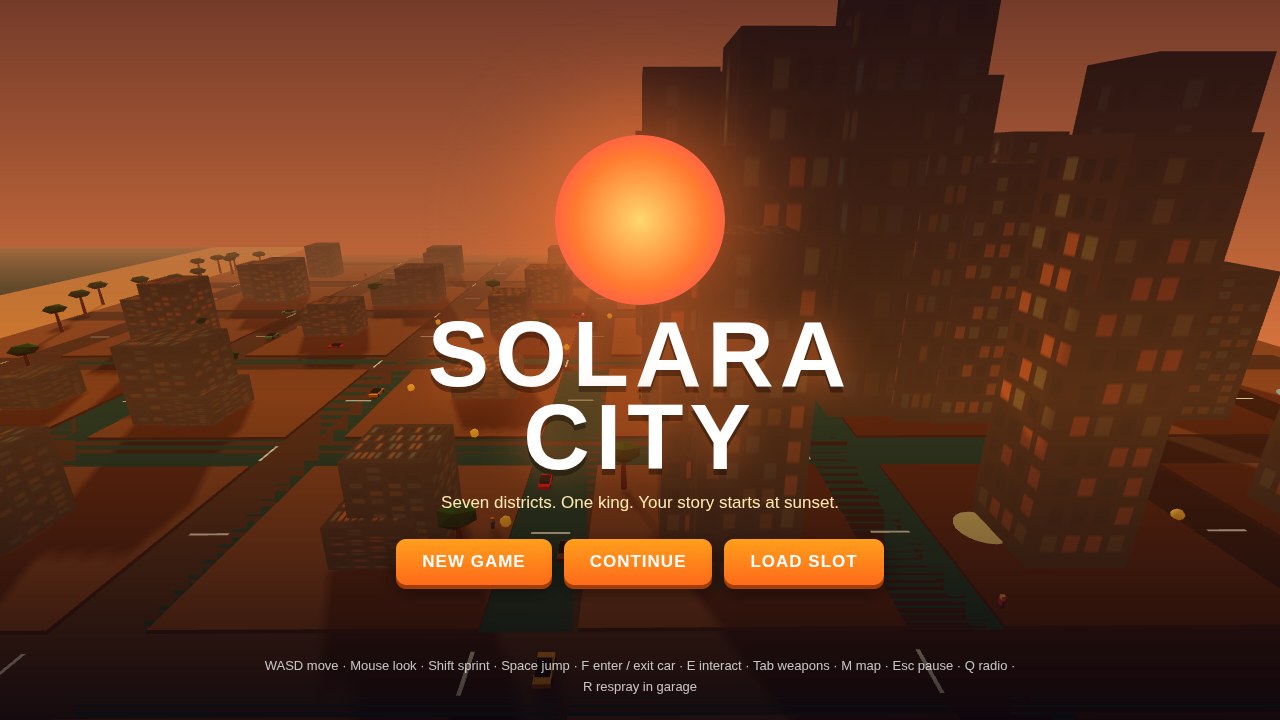 SOLARA
CITY
Seven districts. One king. Your story starts at sunset.
NEW GAME
CONTINUE
LOAD SLOT
WASD move · Mouse look · Shift sprint · Space jump · F enter / exit car · E interact · Tab weapons · M map · Esc pause · Q radio ·
R respray in garage